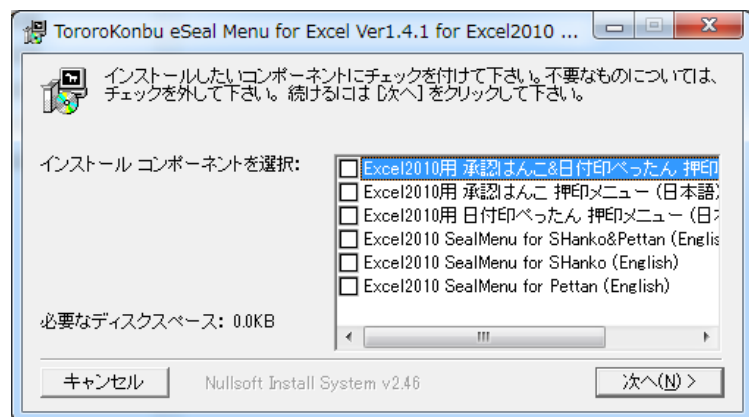 TororoKonbu eSeal Menu for Excel Ver1.4.1 for Excel2010 ...
インストールしたいコンポーネントにチェックを付けて下さい。不要なものについては、
チェックを外して下さい。続けるには [次へ] をクリックして下さい。
インストール コンポーネントを選択:
Excel2010用 承認はんこ&日付印ぺったん 押印
Excel2010用 承認はんこ 押印メニュー (日本語)
Excel2010用 日付印ぺったん 押印メニュー (日
Excel2010 SealMenu for SHanko&Pettan (Englis
Excel2010 SealMenu for SHanko (English)
Excel2010 SealMenu for Pettan (English)
必要なディスクスペース: 0.0KB
キャンセル
Nullsoft Install System v2.46
次へ(N) >